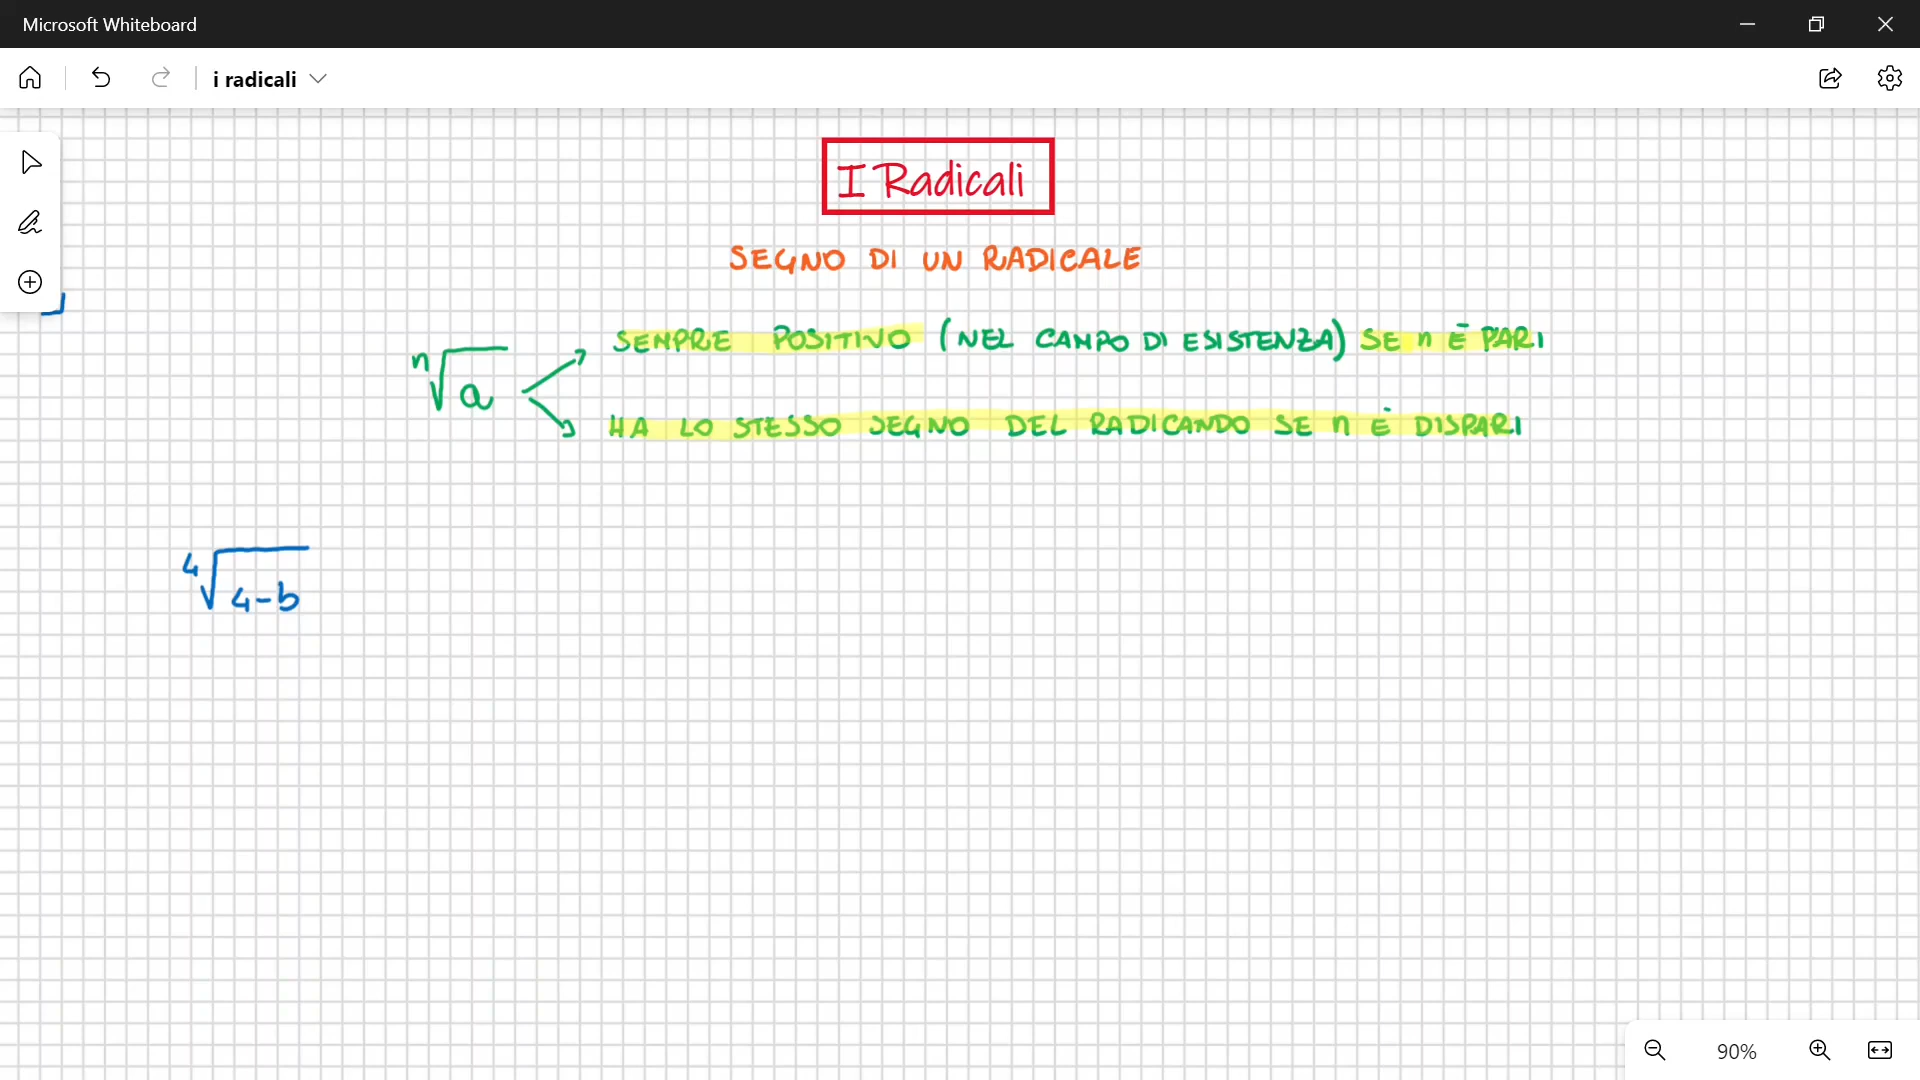 Microsoft Whiteboard
i radicali
I Radicali
SEGNO DI UN RADICALE
SEMPRE POSITIVO (NEL CAMPO DI ESISTENZA) SE n È PARI
ⁿ√a
HA LO STESSO SEGNO DEL RADICANDO SE n È DISPARI
⁴√4-b
90%